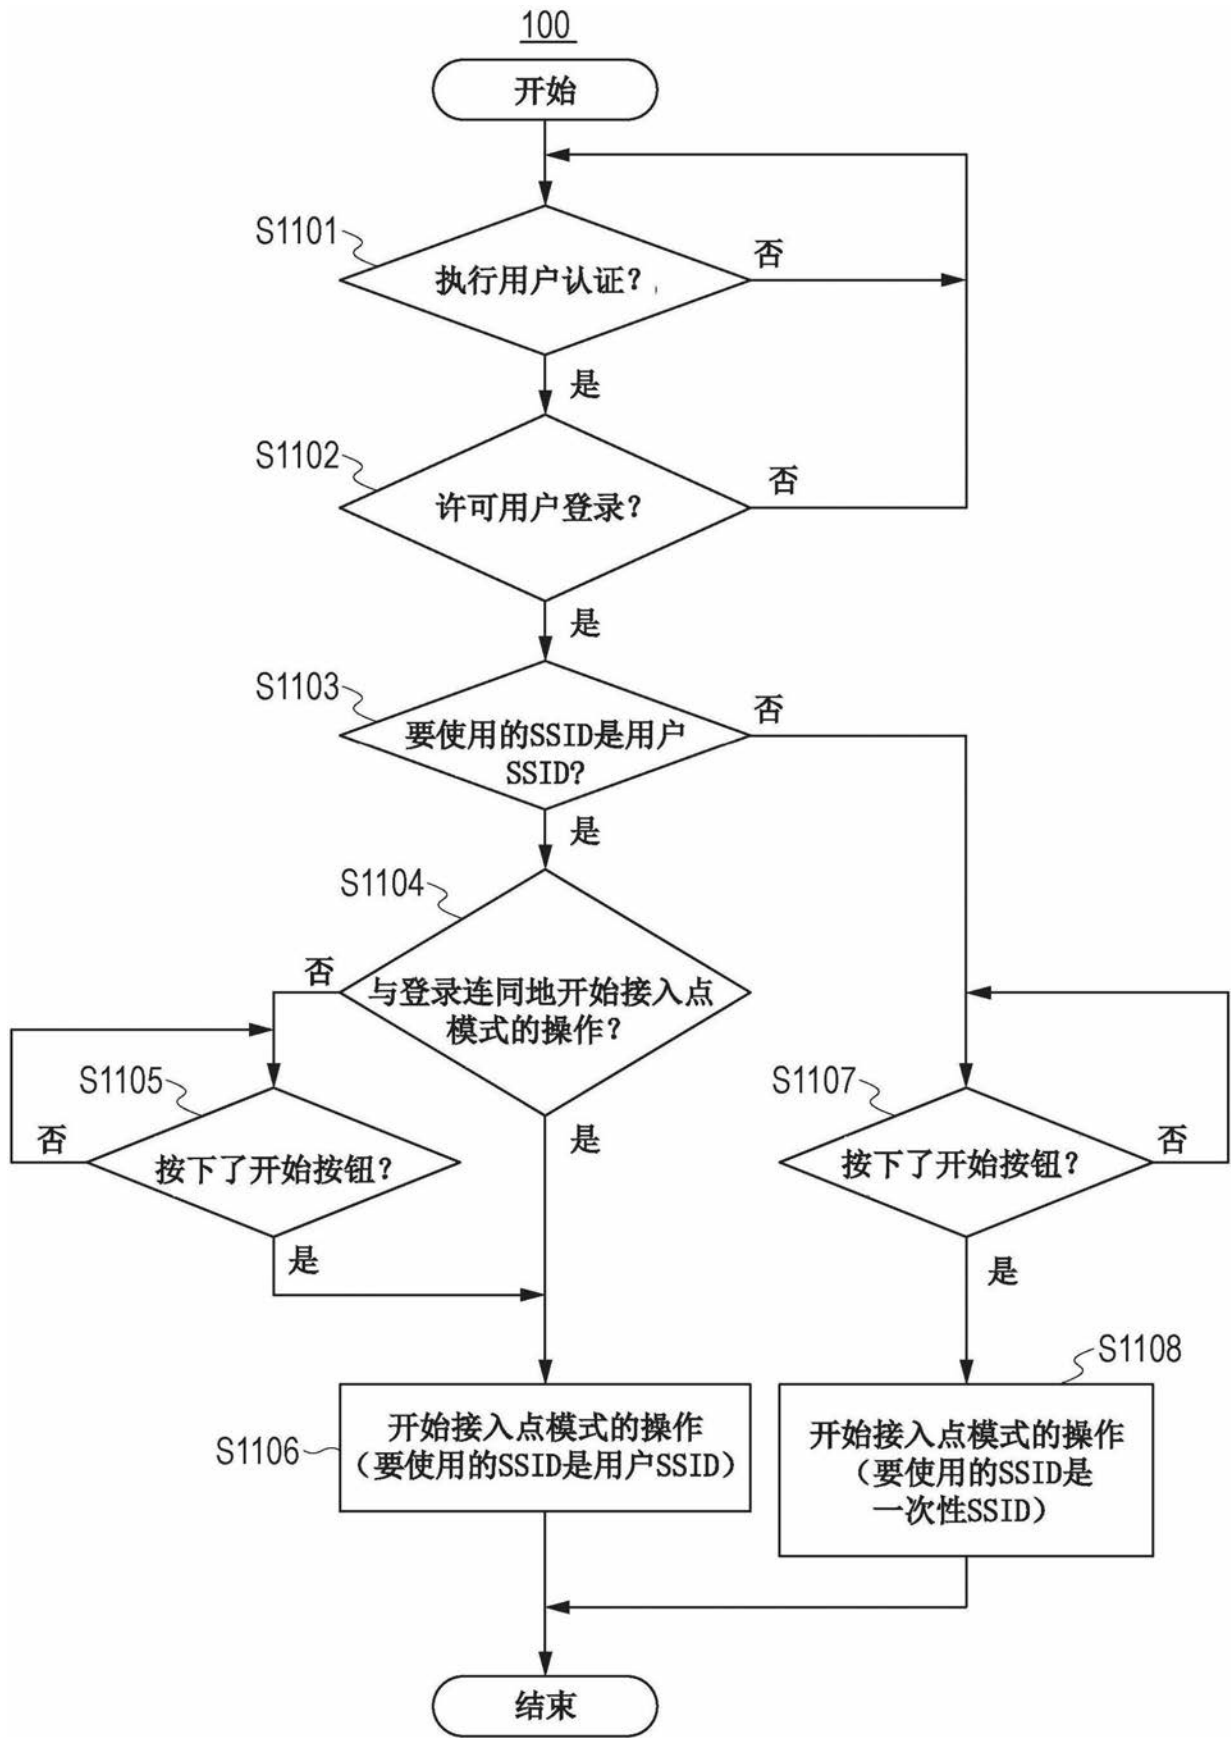 100
开始
S1101
否
执行用户认证？
是
S1102
否
许可用户登录？
是
S1103
否
要使用的SSID是用户
SSID?
是
S1104
否
与登录连同地开始接入点
模式的操作？
S1105
S1107
否
按下了开始按钮？
是
按下了开始按钮？
否
是
是
S1108
开始接入点模式的操作
（要使用的SSID是用户SSID）
S1106
开始接入点模式的操作
（要使用的SSID是
一次性SSID）
结束